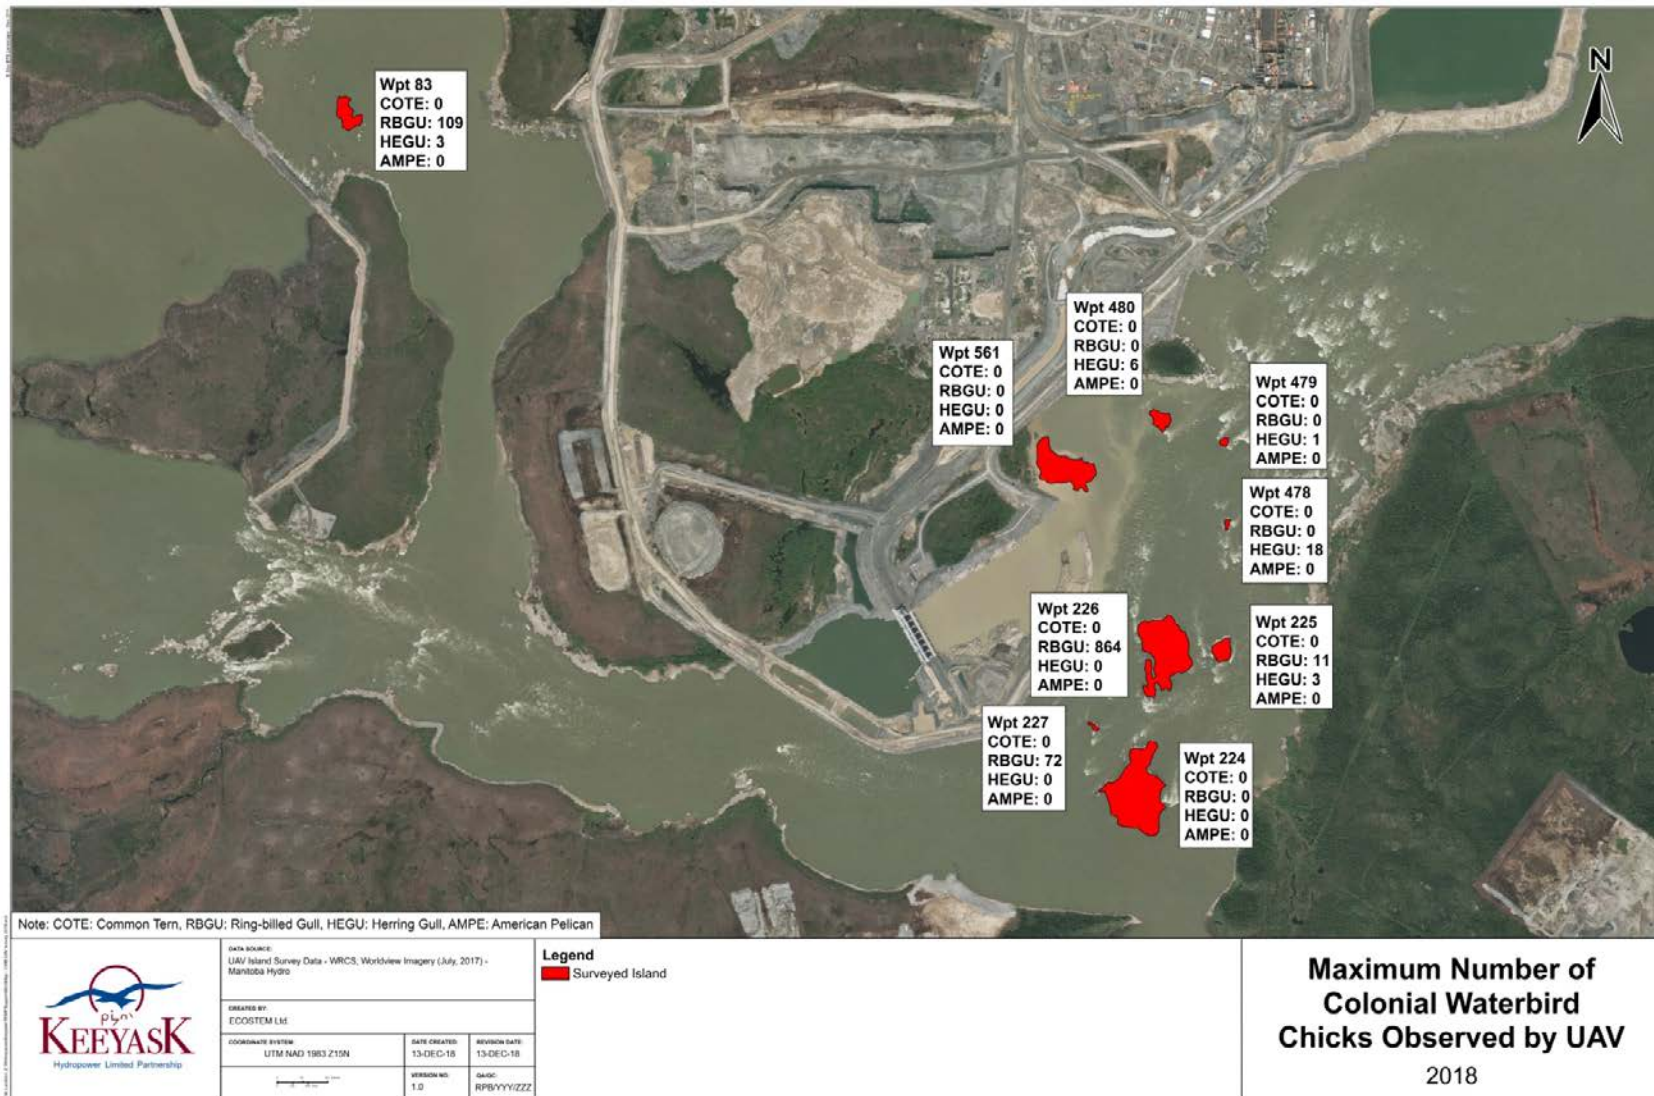 N
Wpt 83
COTE: 0
RBGU: 109
HEGU: 3
AMPE: 0
Wpt 480
COTE: 0
RBGU: 0
HEGU: 6
AMPE: 0
Wpt 561
COTE: 0
RBGU: 0
HEGU: 0
AMPE: 0
Wpt 479
COTE: 0
RBGU: 0
HEGU: 1
AMPE: 0
Wpt 478
COTE: 0
RBGU: 0
HEGU: 18
AMPE: 0
Wpt 226
COTE: 0
RBGU: 864
HEGU: 0
AMPE: 0
Wpt 225
COTE: 0
RBGU: 11
HEGU: 3
AMPE: 0
Wpt 227
COTE: 0
RBGU: 72
HEGU: 0
AMPE: 0
Wpt 224
COTE: 0
RBGU: 0
HEGU: 0
AMPE: 0
Note: COTE: Common Tern, RBGU: Ring-billed Gull, HEGU: Herring Gull, AMPE: American Pelican
KEEYASK
Hydropower Limited Partnership
DATA SOURCE:
UAV Island Survey Data - WRCS, Worldview Imagery (July, 2017) -
Manitoba Hydro
CREATED BY:
ECOSTEM Ltd.
COORDINATE SYSTEM:
UTM NAD 1983 Z15N
DATE CREATED:
13-DEC-18
REVISION DATE:
13-DEC-18
VERSION NO:
1.0
QA/QC:
RPB/YYY/ZZZ
Legend
Surveyed Island
Maximum Number of
Colonial Waterbird
Chicks Observed by UAV
2018